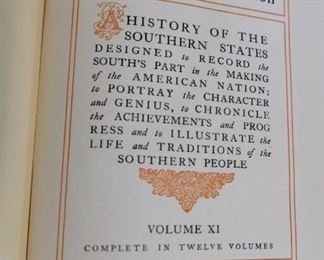 A HISTORY OF THE
SOUTHERN STATES
DESIGNED to RECORD the
SOUTH'S PART in the MAKING
of the AMERICAN NATION;
to PORTRAY the CHARACTER
and GENIUS, to CHRONICLE
the ACHIEVEMENTS and PROG
RESS and to ILLUSTRATE the
LIFE and TRADITIONS of the
SOUTHERN PEOPLE
VOLUME XI
COMPLETE IN TWELVE VOLUMES